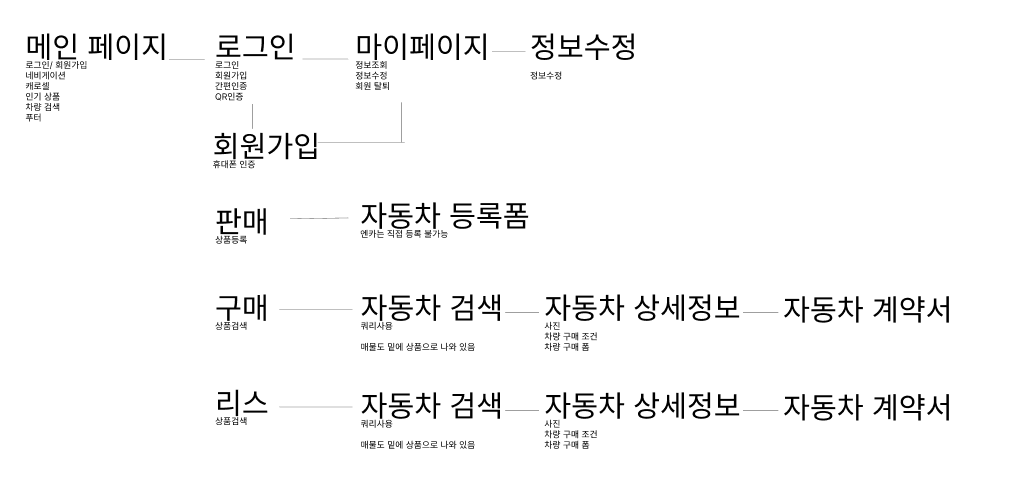 메인 페이지
로그인/ 회원가입
네비게이션
캐로셀
인기 상품
차량 검색
푸터
로그인
로그인
회원가입
간편인증
QR인증
마이페이지
정보조회
정보수정
회원 탈퇴
정보수정
정보수정
회원가입
휴대폰 인증
판매
상품등록
자동차 등록폼
엔카는 직접 등록 불가능
구매
상품검색
자동차 검색
쿼리사용
매물도 밑에 상품으로 나와 있음
자동차 상세정보
사진
차량 구매 조건
차량 구매 폼
자동차 계약서
리스
상품검색
자동차 검색
쿼리사용
매물도 밑에 상품으로 나와 있음
자동차 상세정보
사진
차량 구매 조건
차량 구매 폼
자동차 계약서